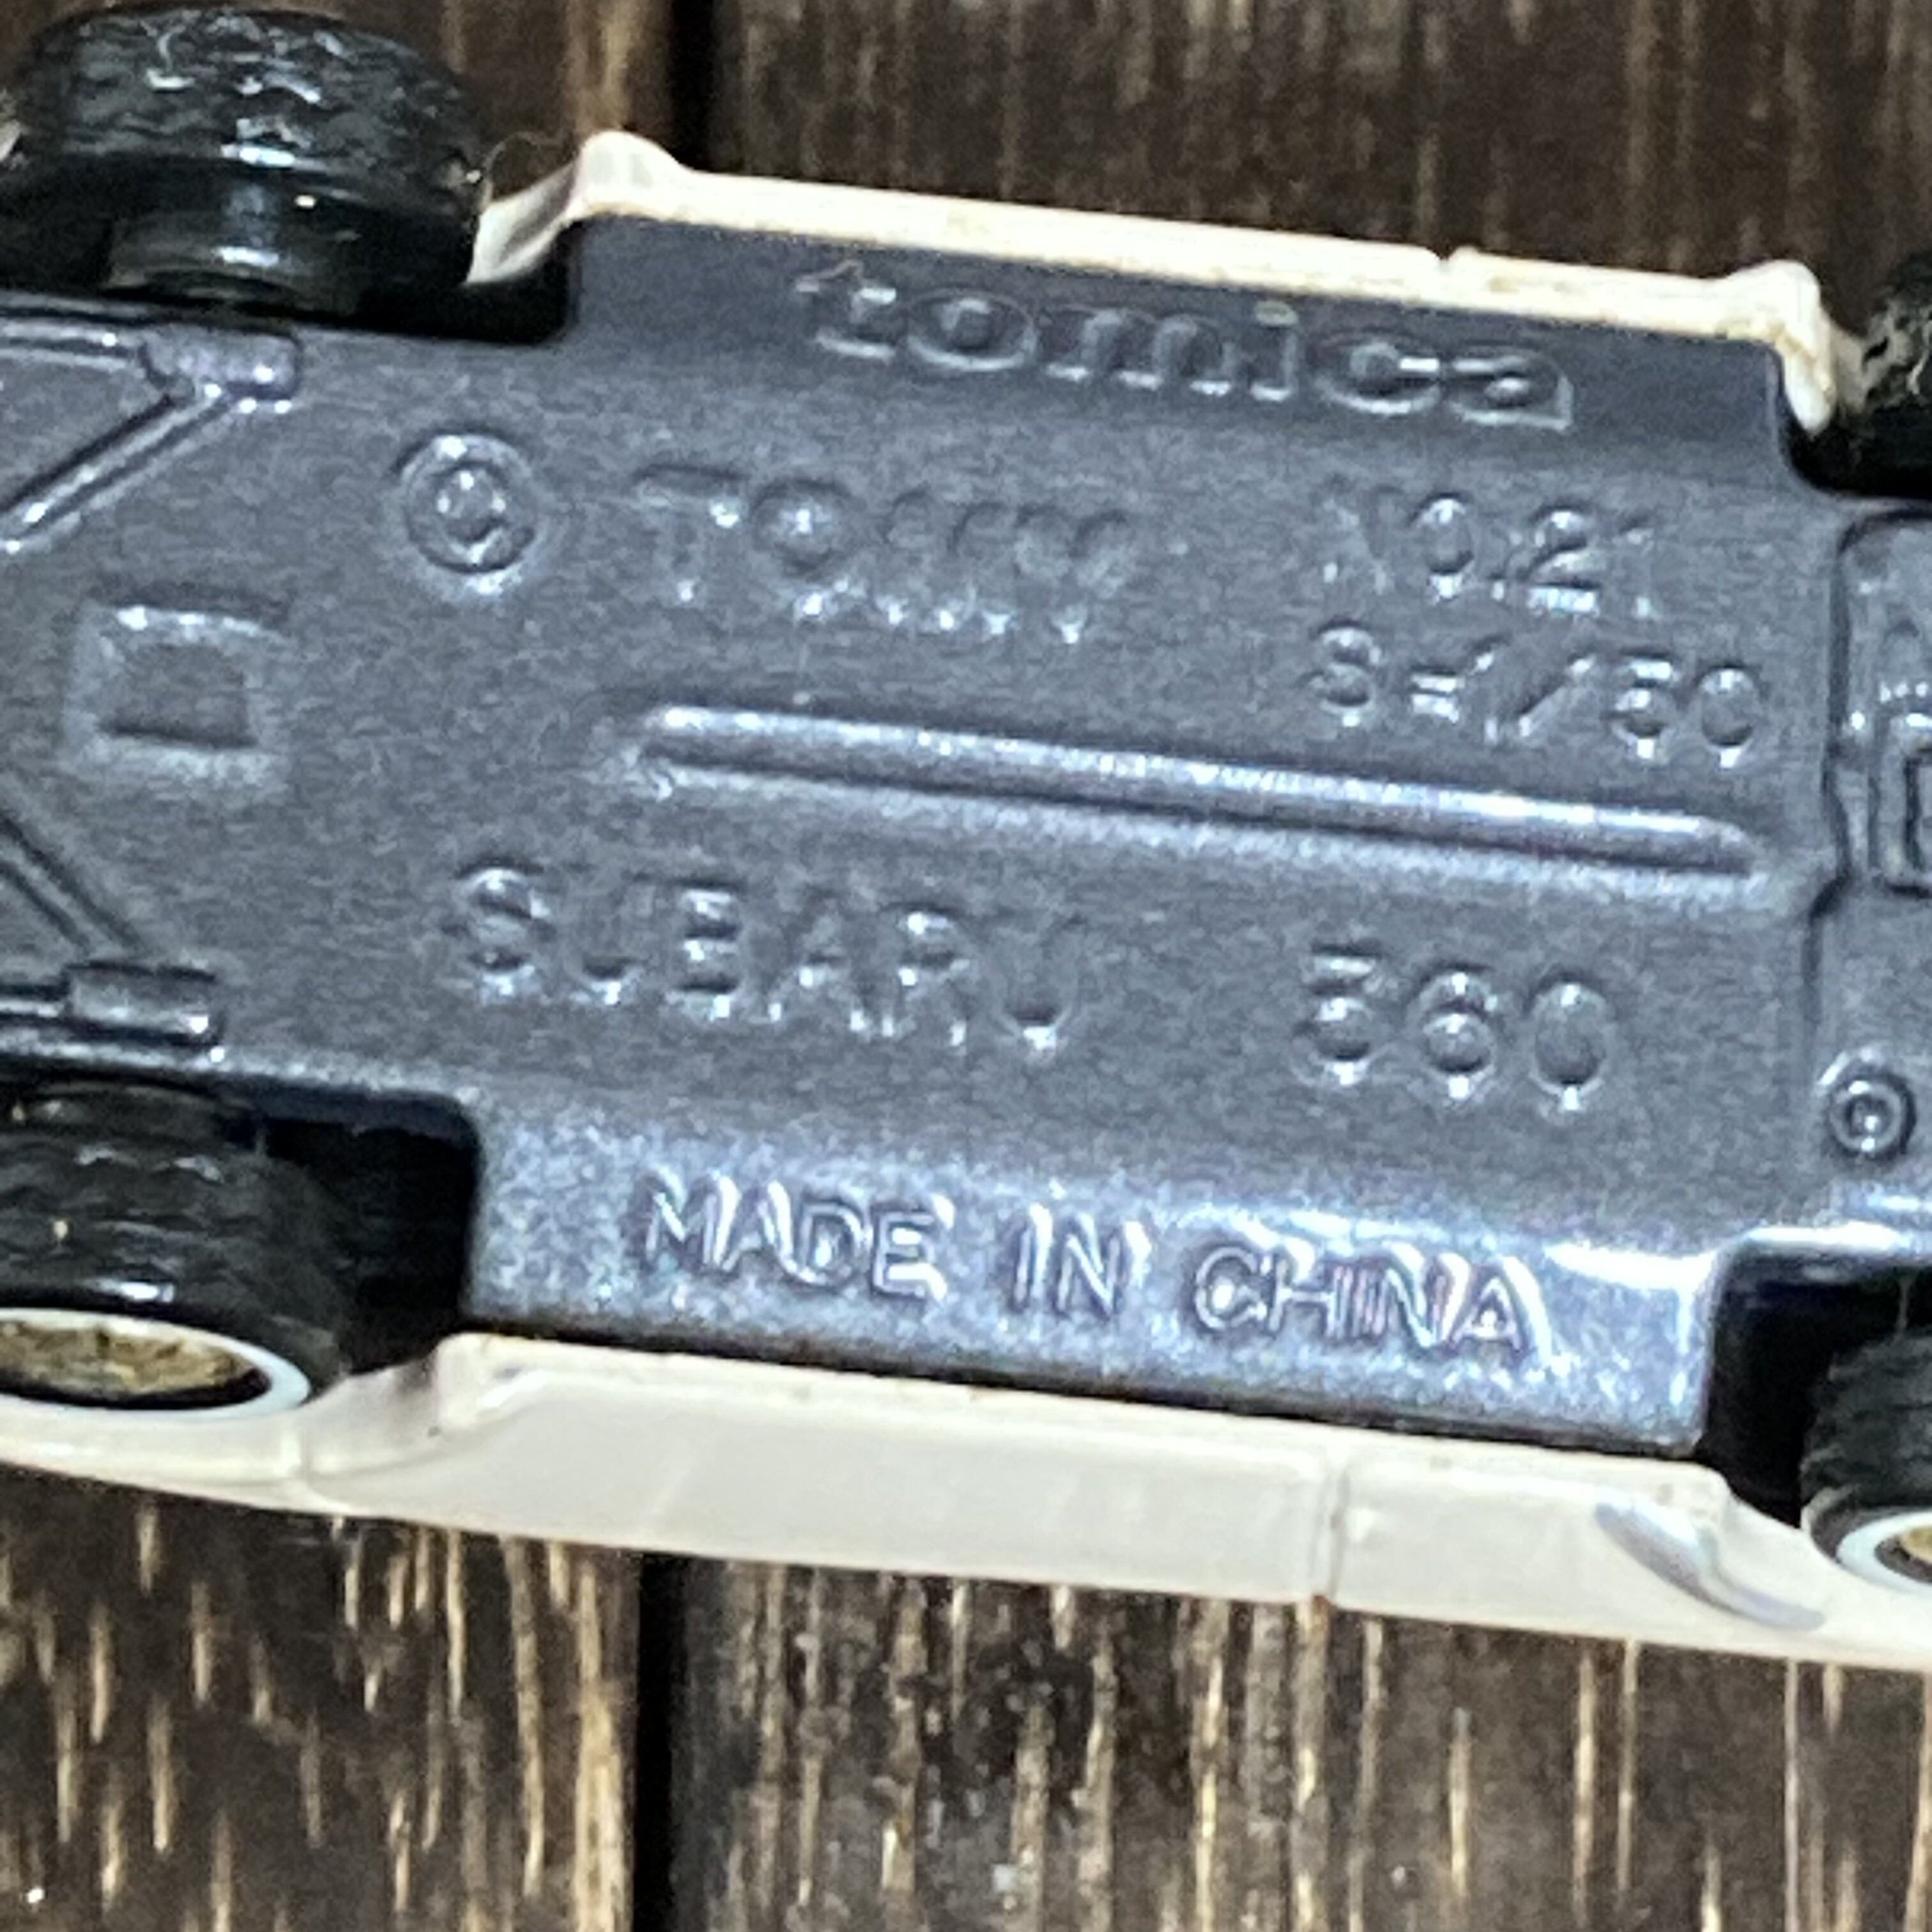 tomica
© TOMY NO.21
S=1/50
SUBARU 360
MADE IN CHINA